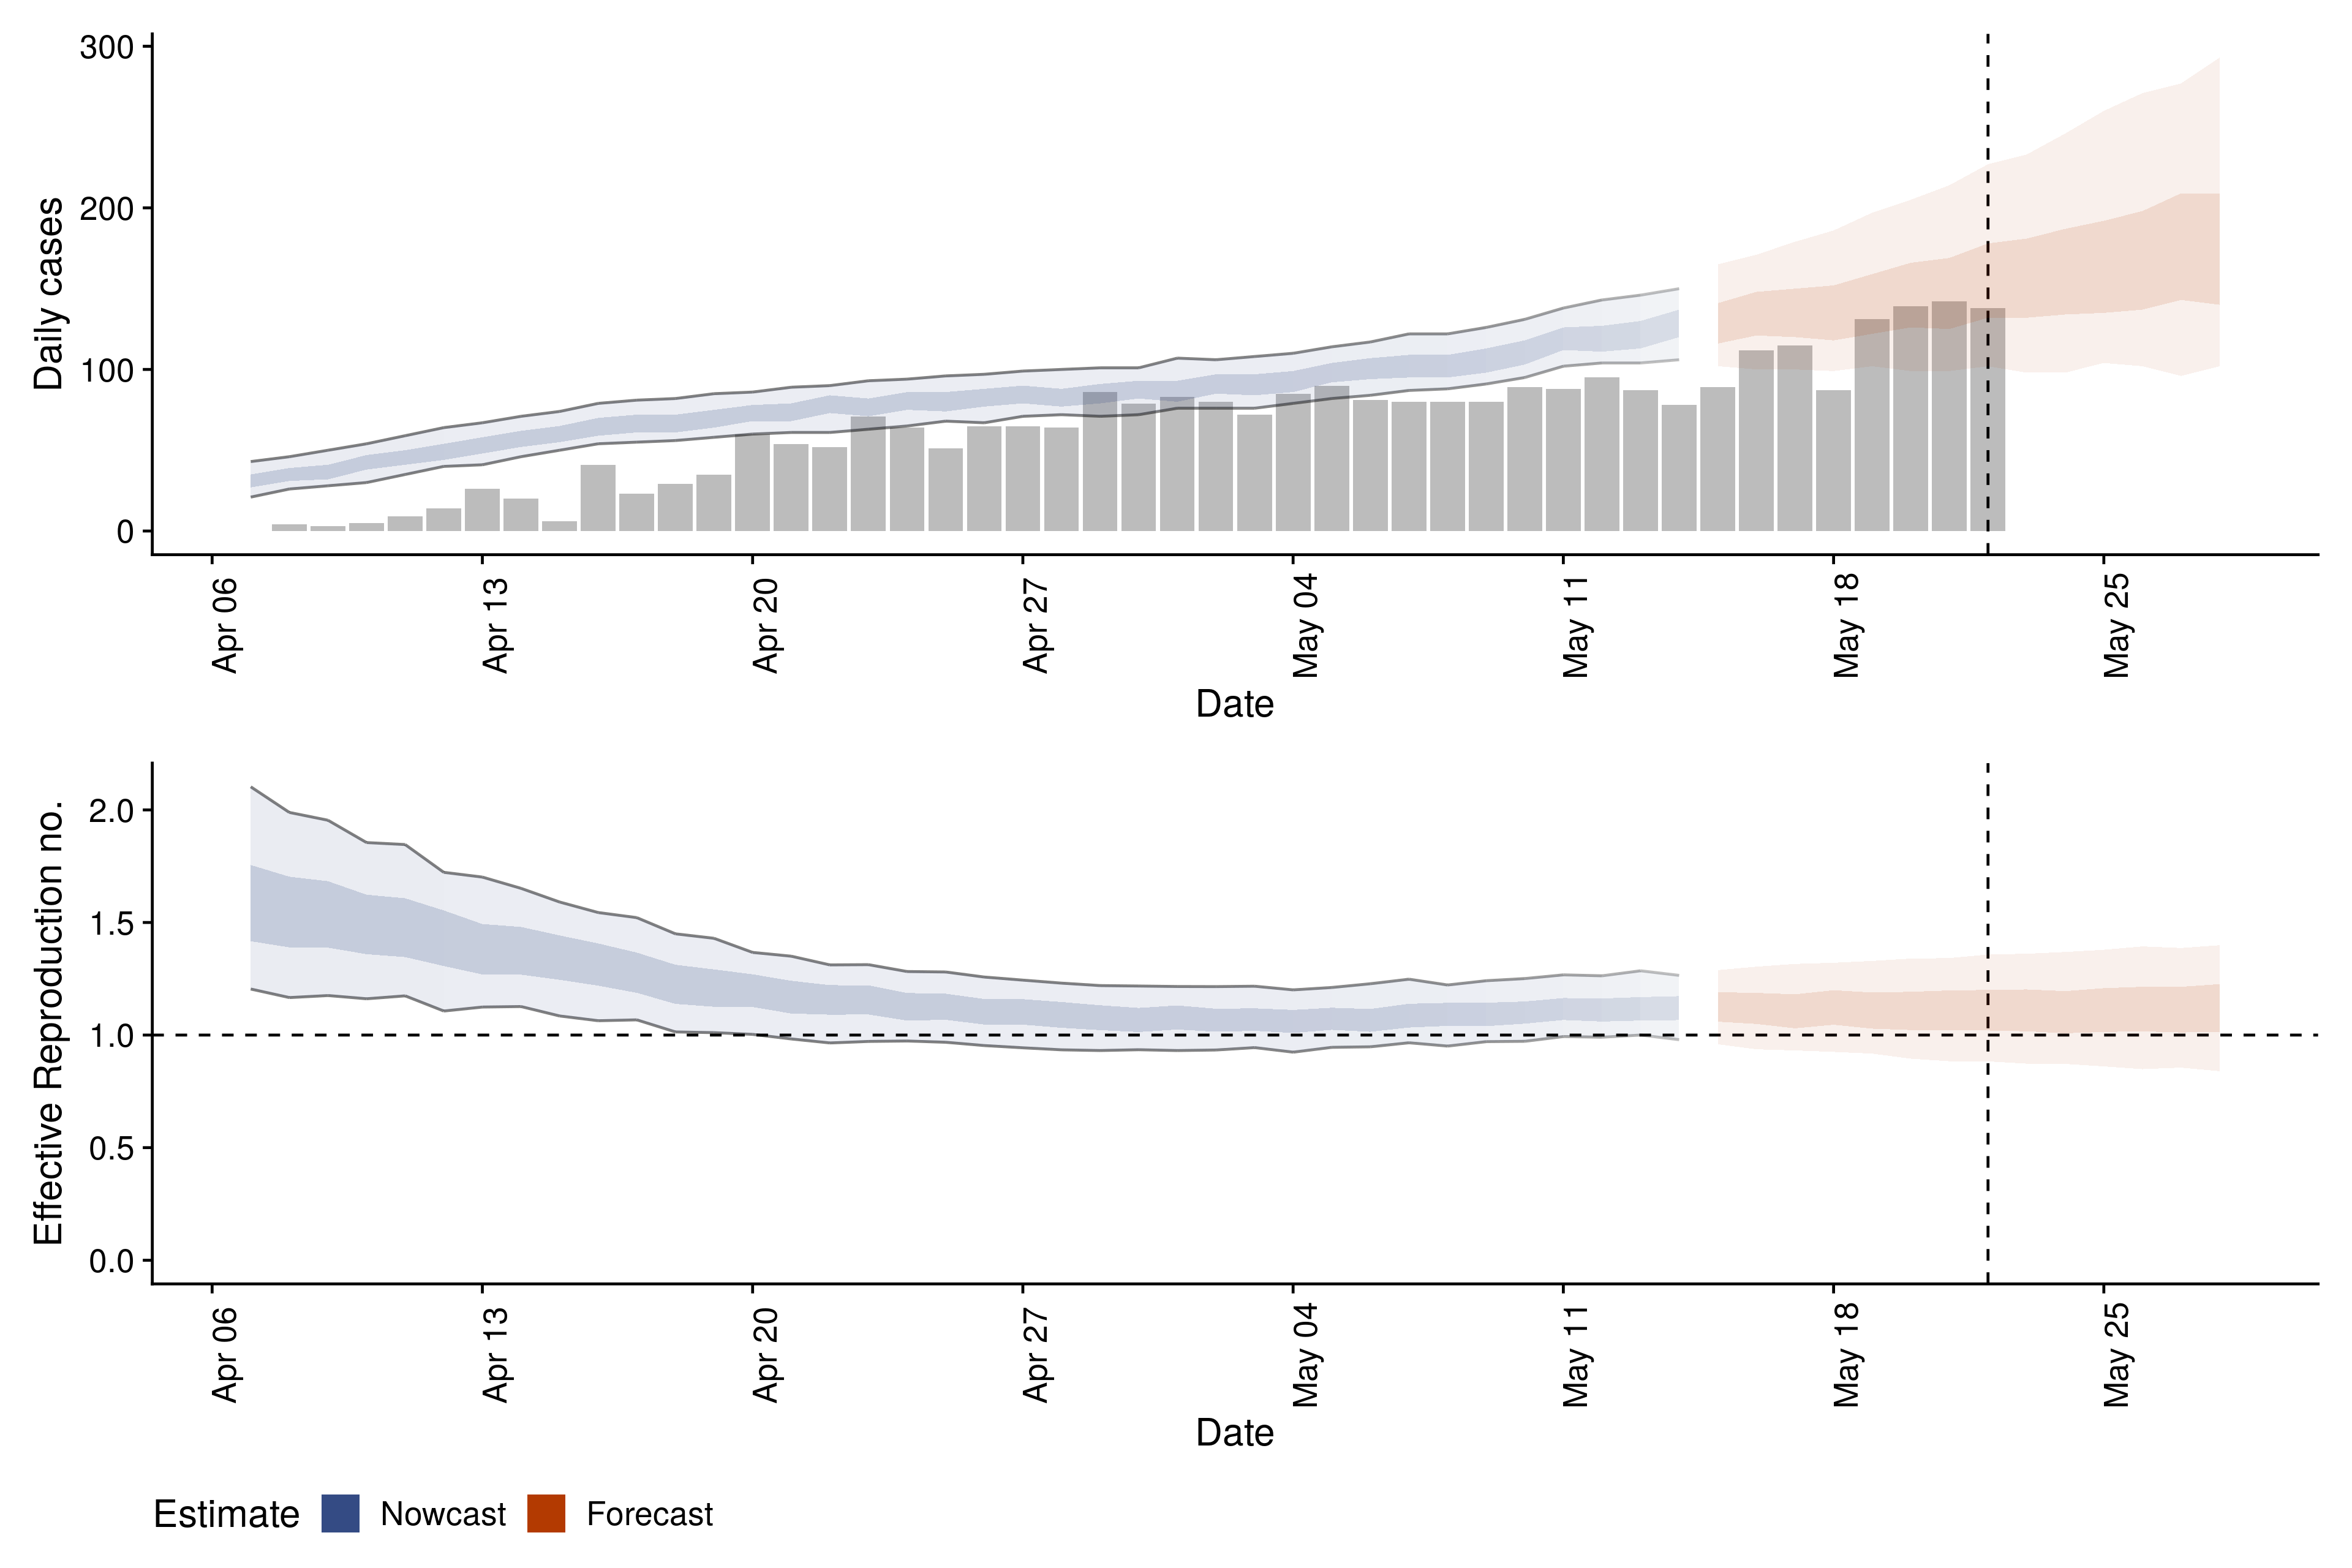 Daily cases
300
200
100
0
Apr 06
Apr 13
Apr 20
Apr 27
May 04
May 11
May 18
May 25
Date
Effective Reproduction no.
2.0
1.5
1.0
0.5
0.0
Apr 06
Apr 13
Apr 20
Apr 27
May 04
May 11
May 18
May 25
Date
Estimate Nowcast Forecast